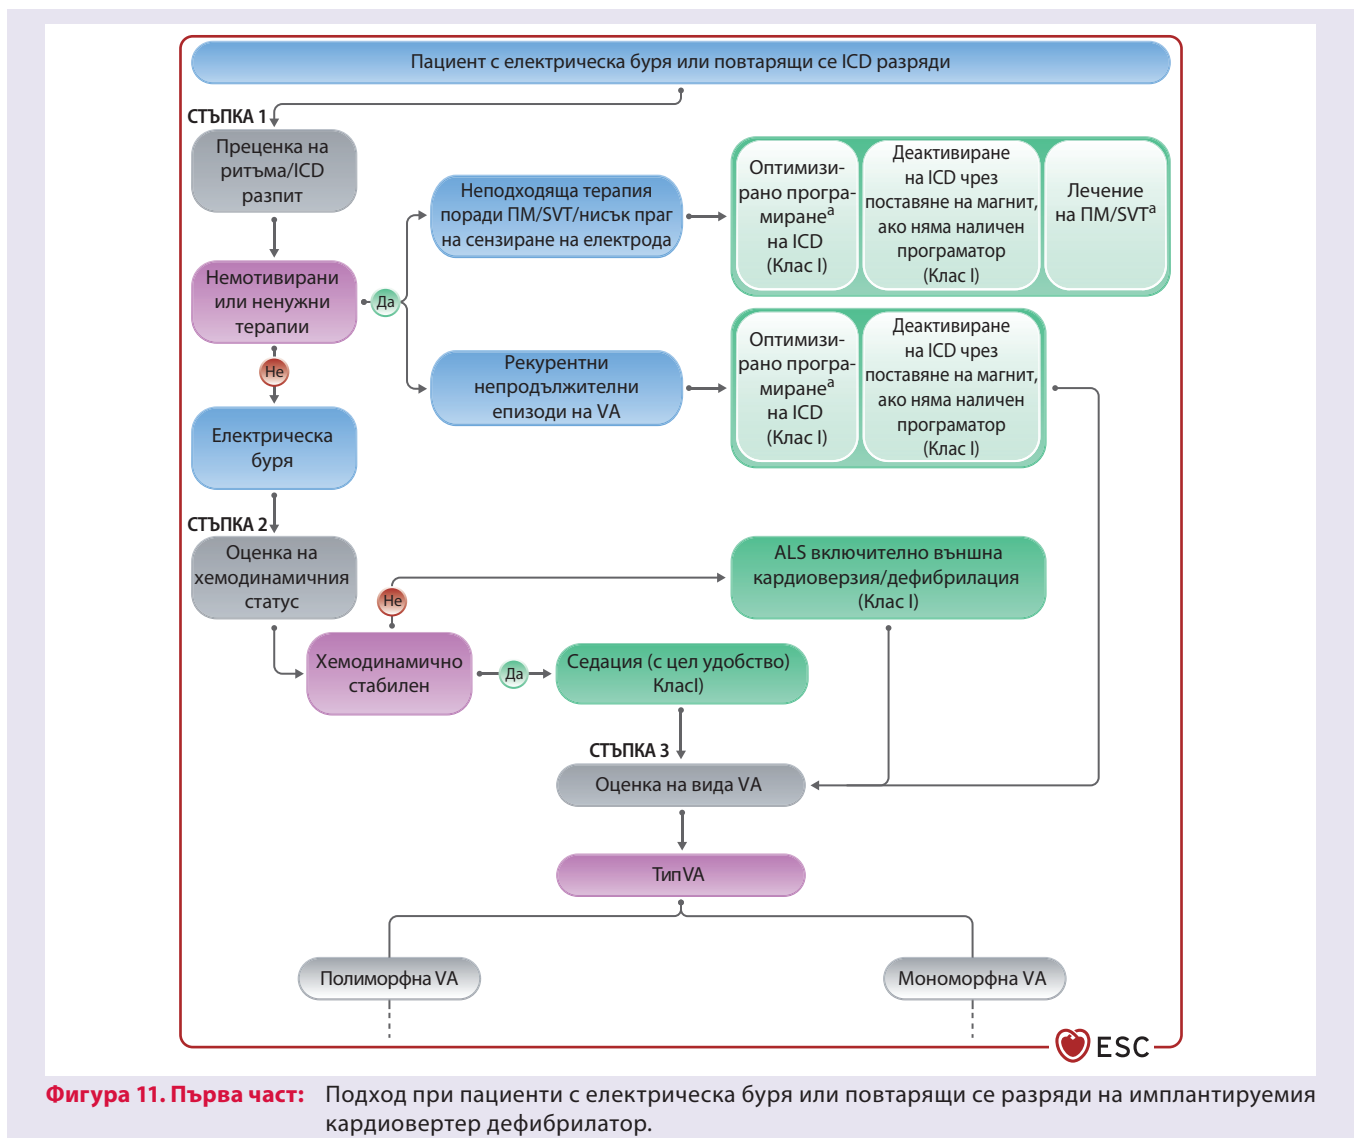 Пациент с електрическа буря или повтарящи се ICD разряди
СТЪПКА 1
Преценка на
ритъма/ICD
разпит
Немотивирани
или ненужни
терапии
Да
Неподходяща терапия
поради ПМ/SVT/нисък праг
на сензиране на електрода
Оптимизи-
рано програ-
миранеª
на ICD
(Клас I)
Деактивиране
на ICD чрез
поставяне на магнит,
ако няма наличен
програматор
(Клас I)
Лечение
на ПМ/SVTª
Рекурентни
непродължителни
епизоди на VA
Оптимизи-
рано програ-
миранеª
на ICD
(Клас I)
Деактивиране
на ICD чрез
поставяне на магнит,
ако няма наличен
програматор
(Клас I)
Не
Електрическа
буря
СТЪПКА 2
Оценка на
хемодинамичния
статус
Не
ALS включително външна
кардиоверзия/дефибрилация
(Клас I)
Хемодинамично
стабилен
Да
Седация (с цел удобство)
КласI)
СТЪПКА 3
Оценка на вида VA
Тип VA
Полиморфна VA
Мономорфна VA
ESC
Фигура 11. Първа част: Подход при пациенти с електрическа буря или повтарящи се разряди на имплантируемия
кардиовертер дефибрилатор.